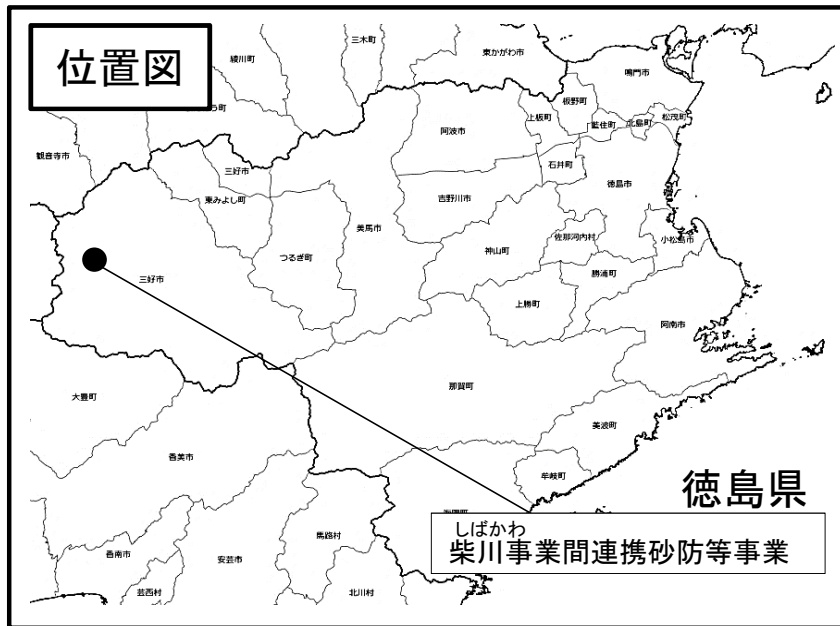 位置図
三木町
綾川町
東かがわ市
鳴門市
板野町
上板町
藍住町
北島町
松茂町
阿波市
観音寺市
三好市
東みよし町
石井町
徳島市
吉野川市
美馬市
つるぎ町
神山町
佐那河内村
小松島市
三好市
勝浦町
上勝町
阿南市
大豊町
那賀町
美波町
香美市
牟岐町
徳島県
しばかわ
柴川事業間連携砂防等事業
馬路村
香南市
安芸市
芸西村
北川村